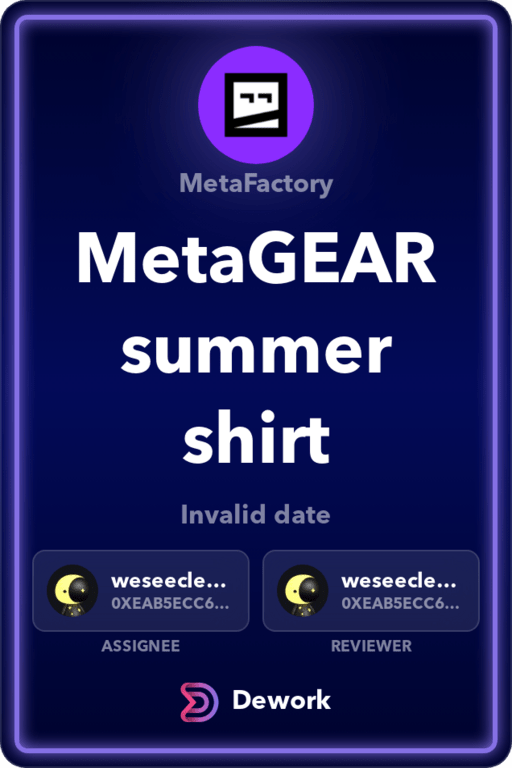 MetaFactory
MetaGEAR
summer
shirt
Invalid date
weseecle...
0XEAB5ECC6...
ASSIGNEE
weseecle...
0XEAB5ECC6...
REVIEWER
Dework